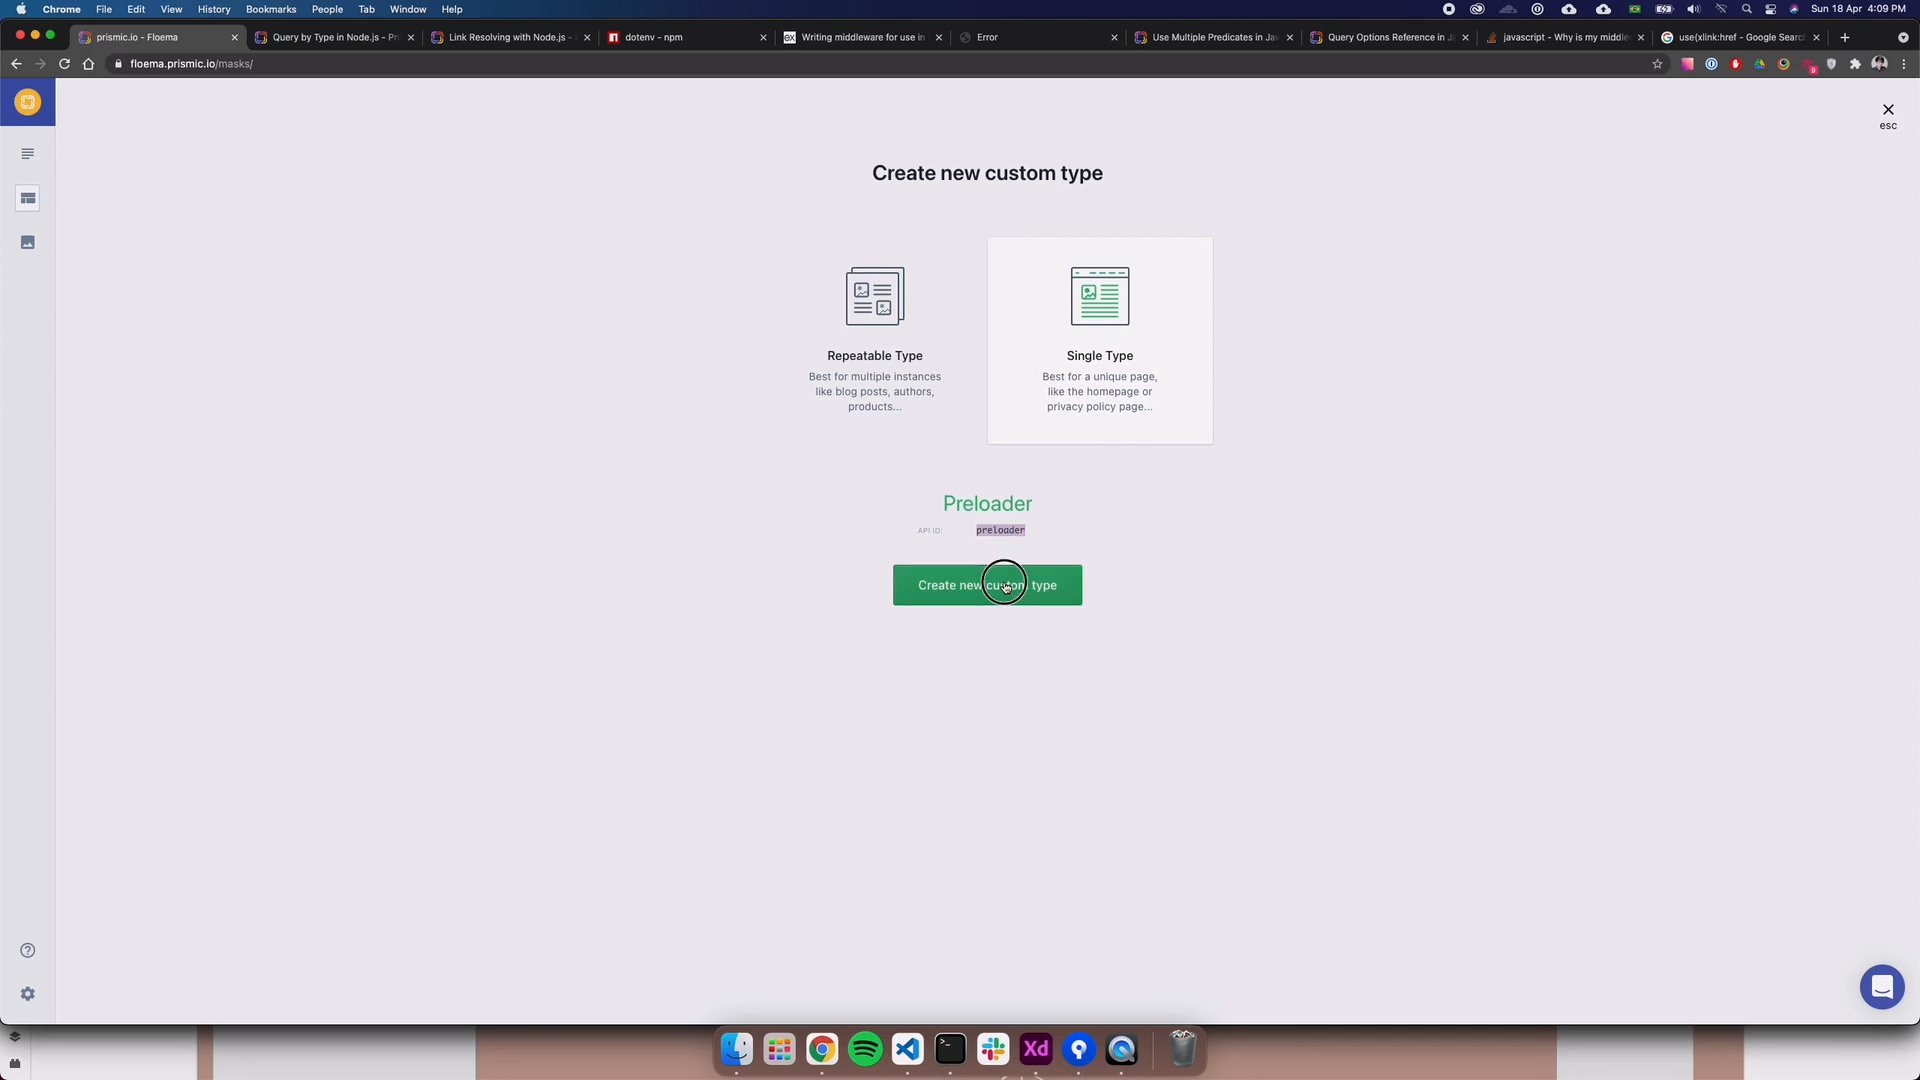 Chrome File Edit View History Bookmarks People Tab Window Help
Sun 18 Apr 4:09 PM
prismic.io - Floema
Query by Type in Node.js - Pri
Link Resolving with Node.js -
dotenv - npm
Writing middleware for use in
Error
Use Multiple Predicates in Jav
Query Options Reference in Ja
javascript - Why is my middle
use(xlink:href - Google Search
floema.prismic.io/masks/
9
esc
Create new custom type
Repeatable Type
Best for multiple instances
like blog posts, authors,
products...
Single Type
Best for a unique page,
like the homepage or
privacy policy page...
Preloader
API ID: preloader
Create new custom type
Xd